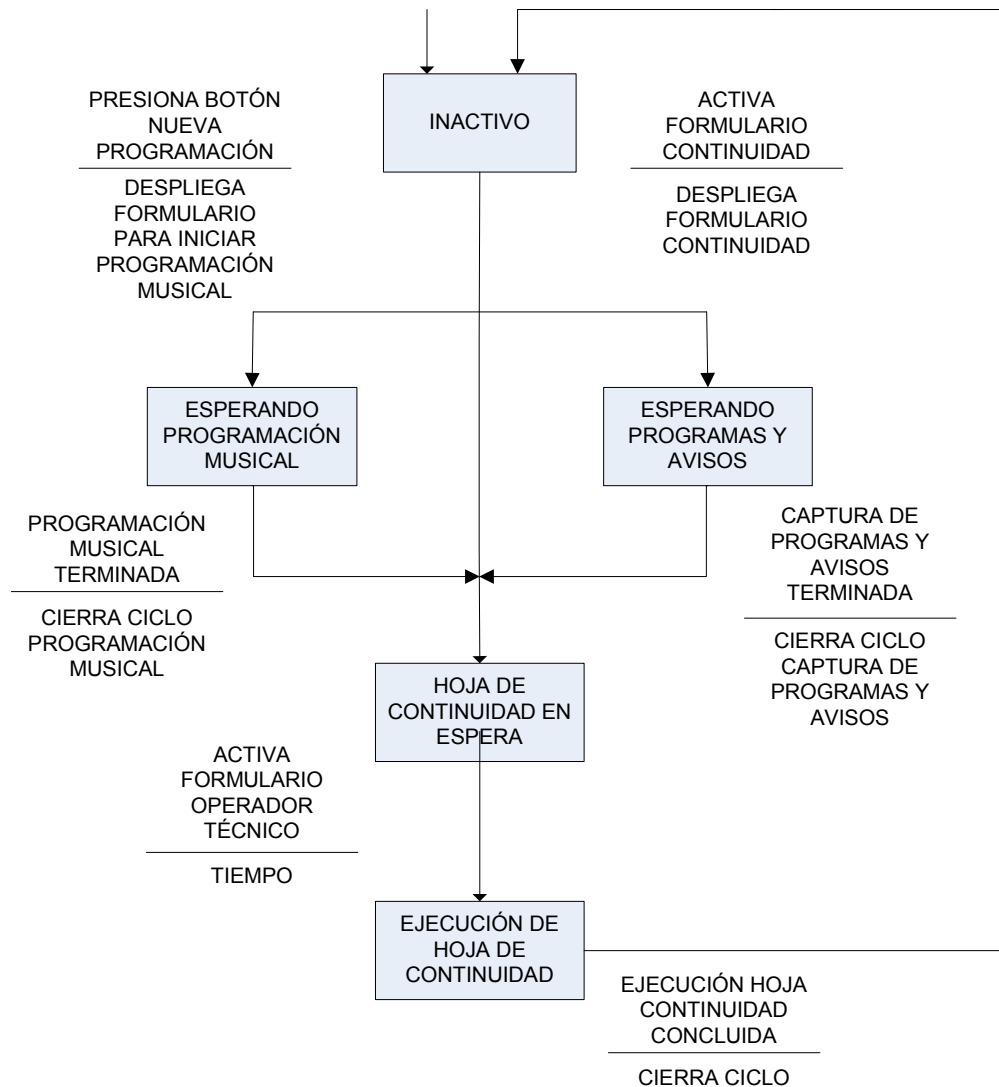 PRESIONA BOTÓN
NUEVA
PROGRAMACIÓN
DESPLIEGA
FORMULARIO
PARA INICIAR
PROGRAMACIÓN
MUSICAL
INACTIVO
ACTIVA
FORMULARIO
CONTINUIDAD
DESPLIEGA
FORMULARIO
CONTINUIDAD
ESPERANDO
PROGRAMACIÓN
MUSICAL
ESPERANDO
PROGRAMAS Y
AVISOS
PROGRAMACIÓN
MUSICAL
TERMINADA
CIERRA CICLO
PROGRAMACIÓN
MUSICAL
CAPTURA DE
PROGRAMAS Y
AVISOS
TERMINADA
CIERRA CICLO
CAPTURA DE
PROGRAMAS Y
AVISOS
HOJA DE
CONTINUIDAD EN
ESPERA
ACTIVA
FORMULARIO
OPERADOR
TÉCNICO
TIEMPO
EJECUCIÓN DE
HOJA DE
CONTINUIDAD
EJECUCIÓN HOJA
CONTINUIDAD
CONCLUIDA
CIERRA CICLO